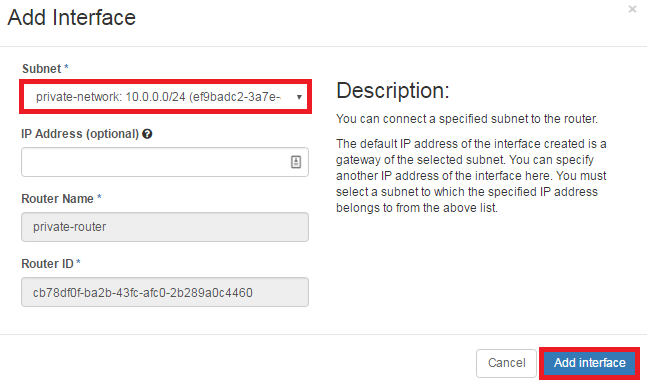 Add Interface
×
Subnet *
private-network: 10.0.0.0/24 (ef9badc2-3a7e-
IP Address (optional)
Router Name *
private-router
Router ID *
cb78df0f-ba2b-43fc-afc0-2b289a0c4460
Description:
You can connect a specified subnet to the router.
The default IP address of the interface created is a
gateway of the selected subnet. You can specify
another IP address of the interface here. You must
select a subnet to which the specified IP address
belongs to from the above list.
Cancel
Add interface